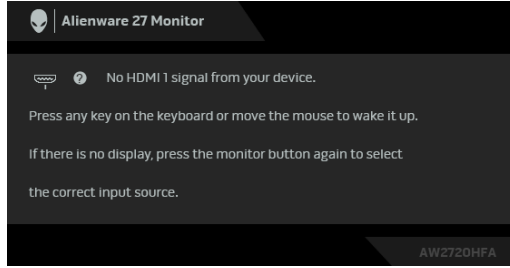 Alienware 27 Monitor
No HDMI 1 signal from your device.
Press any key on the keyboard or move the mouse to wake it up.
If there is no display, press the monitor button again to select
the correct input source.
AW2720HFA